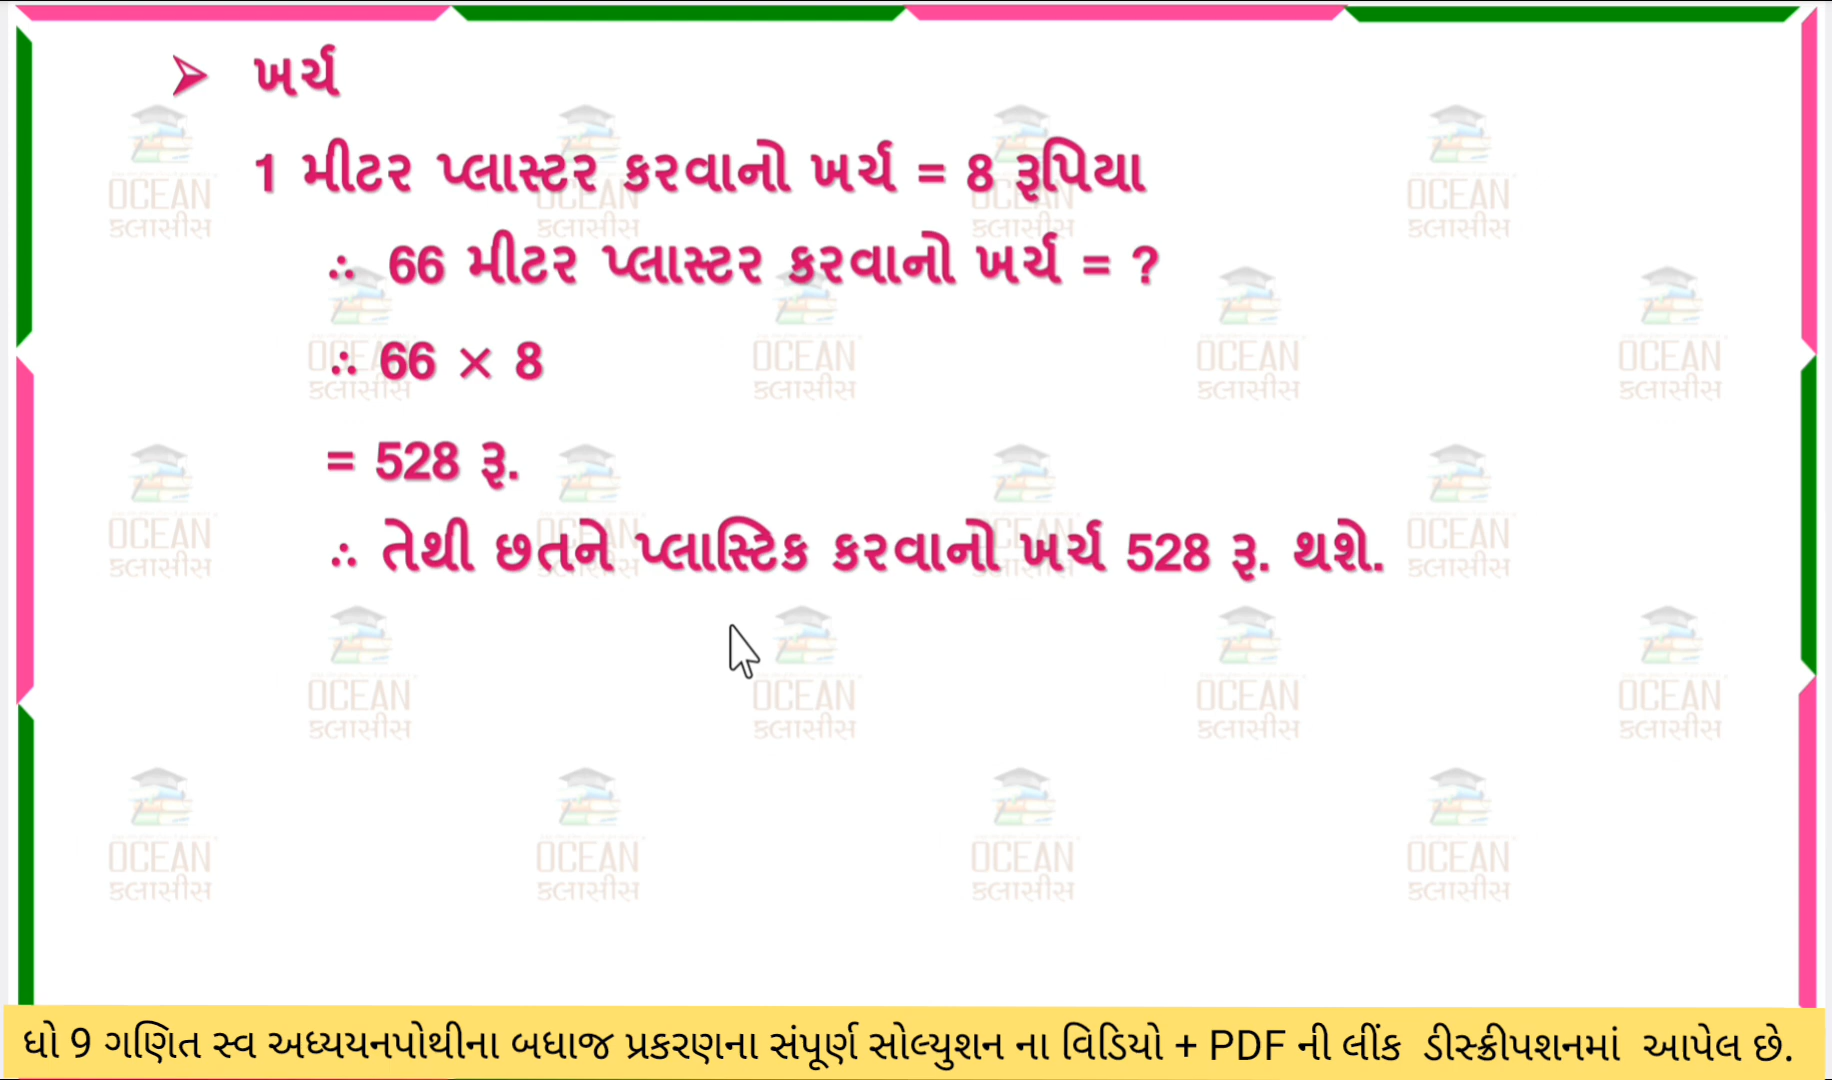 ➢ ખર્ચ
1 મીટર પ્લાસ્ટર કરવાનો ખર્ચ = 8 રૂપિયા
∴ 66 મીટર પ્લાસ્ટર કરવાનો ખર્ચ = ?
∴ 66 × 8
= 528 રૂ.
∴ તેથી છતને પ્લાસ્ટિક કરવાનો ખર્ચ 528 રૂ. થશે.
OCEAN
ક્લાસીસ
ધો 9 ગણિત સ્વ અધ્યયનપોથીના બધાજ પ્રકરણના સંપૂર્ણ સોલ્યુશન ના વિડિયો + PDF ની લીંક ડીસ્ક્રીપશનમાં આપેલ છે.